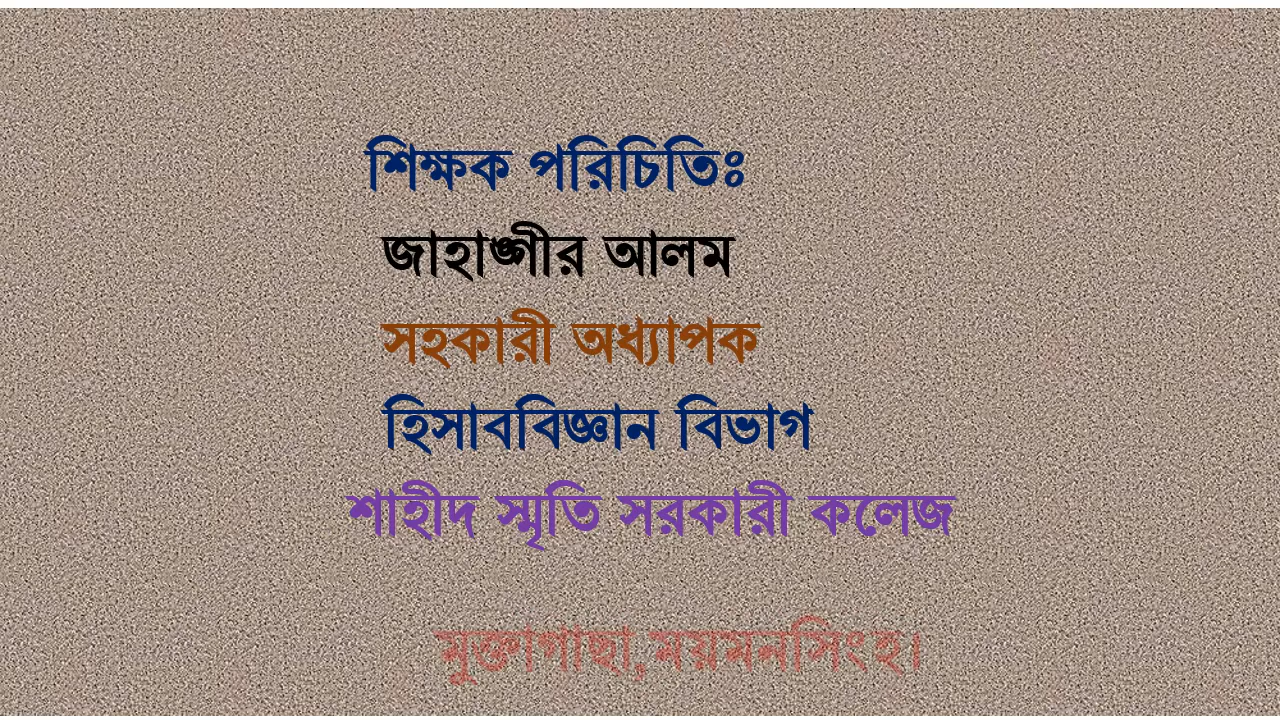 শিক্ষক পরিচিতিঃ
জাহাঙ্গীর আলম
সহকারী অধ্যাপক
হিসাববিজ্ঞান বিভাগ
শাহীদ স্মৃতি সরকারী কলেজ
মুক্তাগাছা,ময়মনসিংহ।